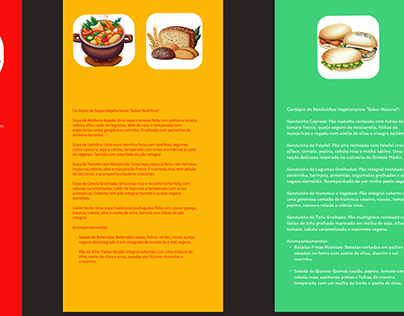 m
Cardápio de Sopas Vegetarianas "Sabor Nutritivo":
Sopa de Abóbora Assada: Uma sopa cremosa feita com abóbora assada,
cebola, alho, caldo de legumes, leite de coco e temperada com
especiarias como gengibre e cominho. Finalizada com sementes de
abóbora torradas.
Sopa de Lentilha: Uma sopa nutritiva feita com lentilhas, legumes
como cenoura, aipo e cebola, temperada com ervas aromáticas e caldo
de vegetais. Servida com uma fatia de pão integral.
Sopa de Tomate com Manjericão: Uma sopa clássica feita com tomates
maduros, cebola, alho e manjericão fresco. É cremosa, mas sem adição
de laticínios, e acompanha croutons crocantes.
Sopa de Cebola Gratinada: Uma sopa rica e reconfortante feita com
cebolas caramelizadas, caldo de legumes e temperada com ervas
aromáticas. Coberta com pão integral tostado e queijo vegano
gratinado.
Caldo Verde: Uma sopa tradicional portuguesa feita com couve galega,
batatas, cebola, alho e azeite de oliva. Servida com fatias de pão
integral.
Acompanhamentos:
• Salada de Beterraba: Beterraba ralada, folhas verdes, nozes, queijo
vegano desintegrado e um vinagrete de mostarda e mel vegano.
• Pão de Alho: Fatias de pão integral cobertas com uma mistura de
alho, azeite de oliva e ervas, assadas até ficarem douradas e
crocantes.
Cardápio de Sanduíches Vegetarianos "Sabor Natural":
Sanduíche Caprese: Pão ciabatta recheado com fatias de
tomate fresco, queijo vegano de mozzarella, folhas de
manjericão e regado com azeite de oliva e vinagre balsâm
Sanduíche de Falafel: Pão pita recheado com falafel croc
alface, tomate, pepino, cebola roxa e molho tahine. Uma
opção deliciosa inspirada na culinária do Oriente Médio.
Sanduíche de Legumes Grelhados: Pão integral recheado
abobrinha, berinjela, pimentão, cogumelos grelhados e q
vegano derretido. Acompanhado de um molho pesto vegan
Sanduíche de Hummus e Vegetais: Pão integral coberto c
uma generosa camada de hummus caseiro, rúcula, tomate
pepino, cenoura ralada e cebola roxa.
Sanduíche de Tofu Grelhado: Pão multigrãos recheado com
fatias de tofu grelhado marinado em molho de soja, alface
tomate, cebola caramelizada e maionese vegana.
Acompanhamentos:
• Batatas Fritas Rústicas: Batatas cortadas em palitos
assadas no forno com azeite de oliva, alecrim e sal
marinho.
• Salada de Quinoa: Quinoa cozida, pepino, tomate-cere
cebola roxa, azeitonas pretas e folhas de espinafre,
temperada com um molho de limão e azeite de oliva.